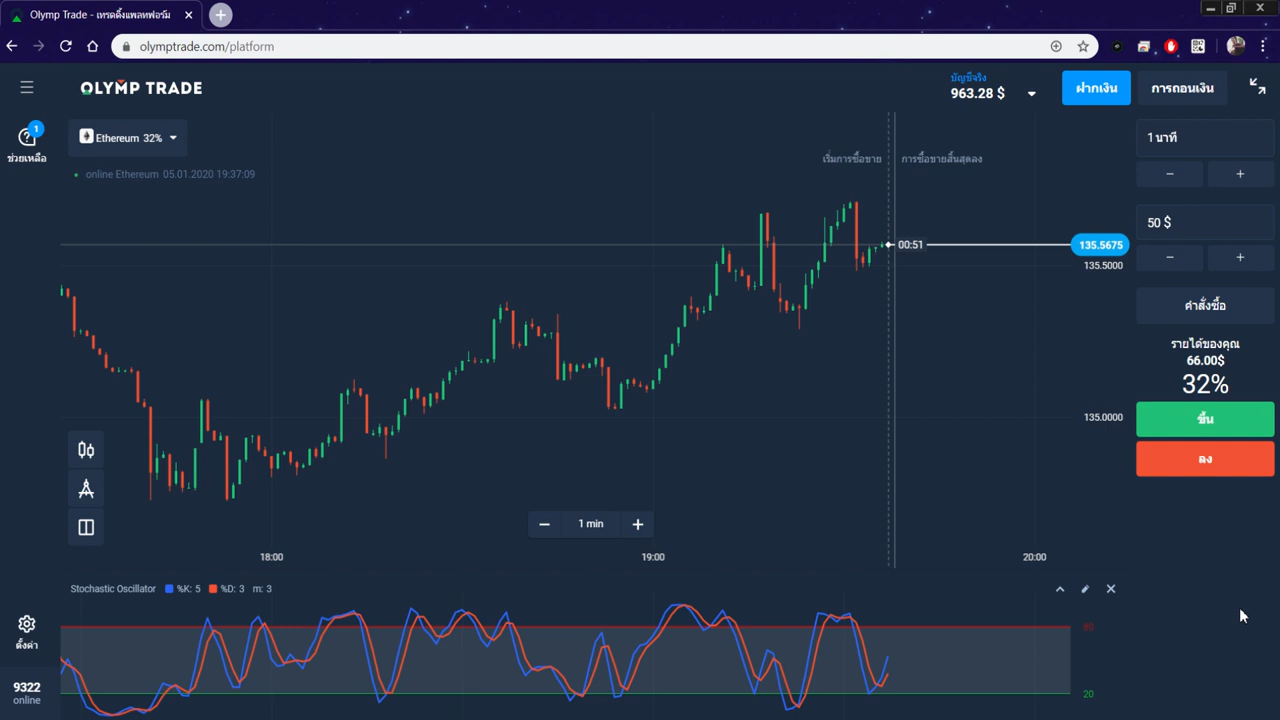 Olymp Trade - เทรดดิ้งแพลทฟอร์ม
olymptrade.com/platform
OLYMP TRADE
บัญชีจริง
963.28 $
ฝากเงิน
การถอนเงิน
1
ช่วยเหลือ
Ethereum 32%
online Ethereum 05.01.2020 19:37:09
เริ่มการซื้อขาย
การซื้อขายสิ้นสุดลง
1 นาที
50 $
00:51
135.5675
135.5000
คำสั่งซื้อ
รายได้ของคุณ
66.00$
32%
ขึ้น
ลง
135.0000
1 min
18:00
19:00
20:00
Stochastic Oscillator %K: 5 %D: 3 m: 3
80
20
ตั้งค่า
9322
online